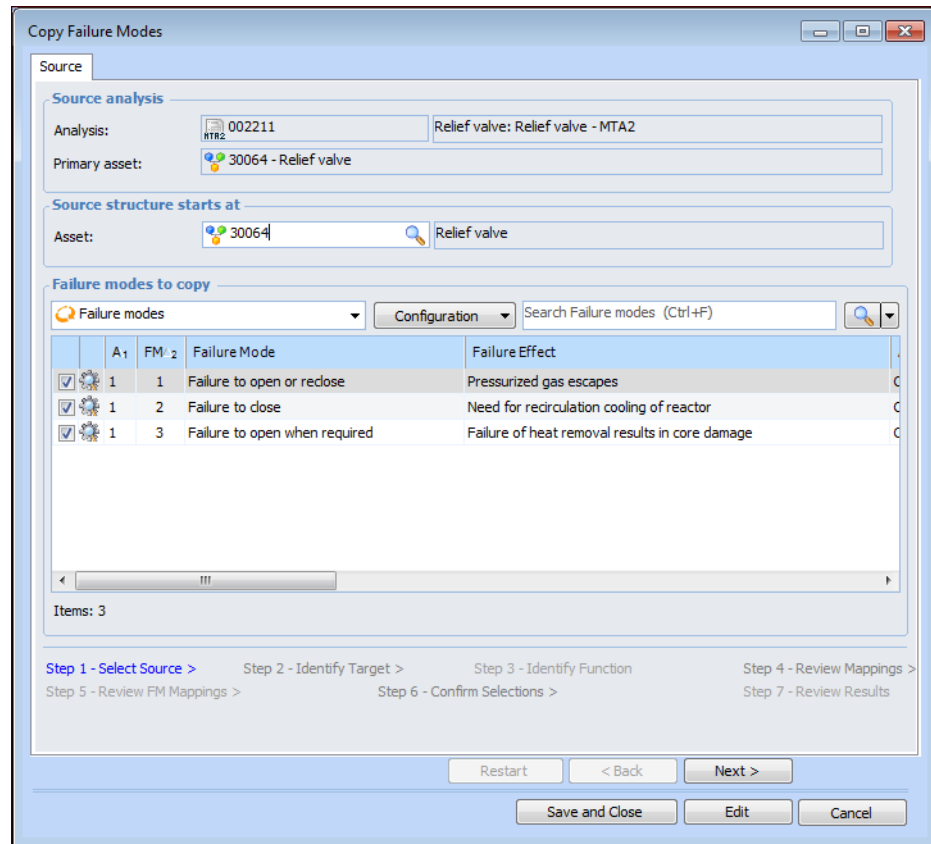 Copy Failure Modes
Source
Source analysis
Analysis: MTA2 002211 Relief valve: Relief valve - MTA2
Primary asset: 30064 - Relief valve
Source structure starts at
Asset: 30064 Relief valve
Failure modes to copy
Failure modes Configuration Search Failure modes (Ctrl+F)
A1 FM 2 Failure Mode Failure Effect
1 1 Failure to open or reclose Pressurized gas escapes
1 2 Failure to close Need for recirculation cooling of reactor
1 3 Failure to open when required Failure of heat removal results in core damage
Items: 3
Step 1 - Select Source > Step 2 - Identify Target > Step 3 - Identify Function Step 4 - Review Mappings >
Step 5 - Review FM Mappings > Step 6 - Confirm Selections > Step 7 - Review Results
Restart < Back Next >
Save and Close Edit Cancel